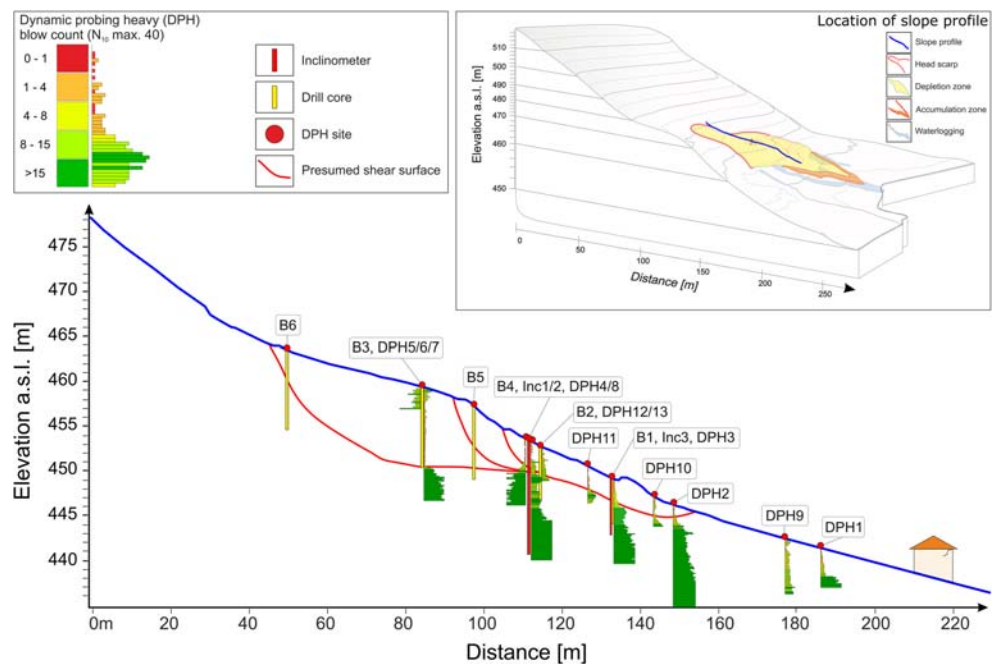 Dynamic probing heavy (DPH)
blow count (N₁₀ max. 40)
0 - 1
1 - 4
4 - 8
8 - 15
>15
Inclinometer
Drill core
DPH site
Presumed shear surface
Location of slope profile
Slope profile
Head scarp
Depletion zone
Accumulation zone
Waterlogging
Elevation a.s.l. [m]
520
500
490
480
470
460
450
0
50
100
150
200
250
Distance [m]
Elevation a.s.l. [m]
475
470
465
460
455
450
445
440
B6
B3, DPH5/6/7
B5
B4, Inc1/2, DPH4/8
B2, DPH12/13
DPH11
B1, Inc3, DPH3
DPH10
DPH2
DPH9
DPH1
0m
20
40
60
80
100
120
140
160
180
200
220
Distance [m]